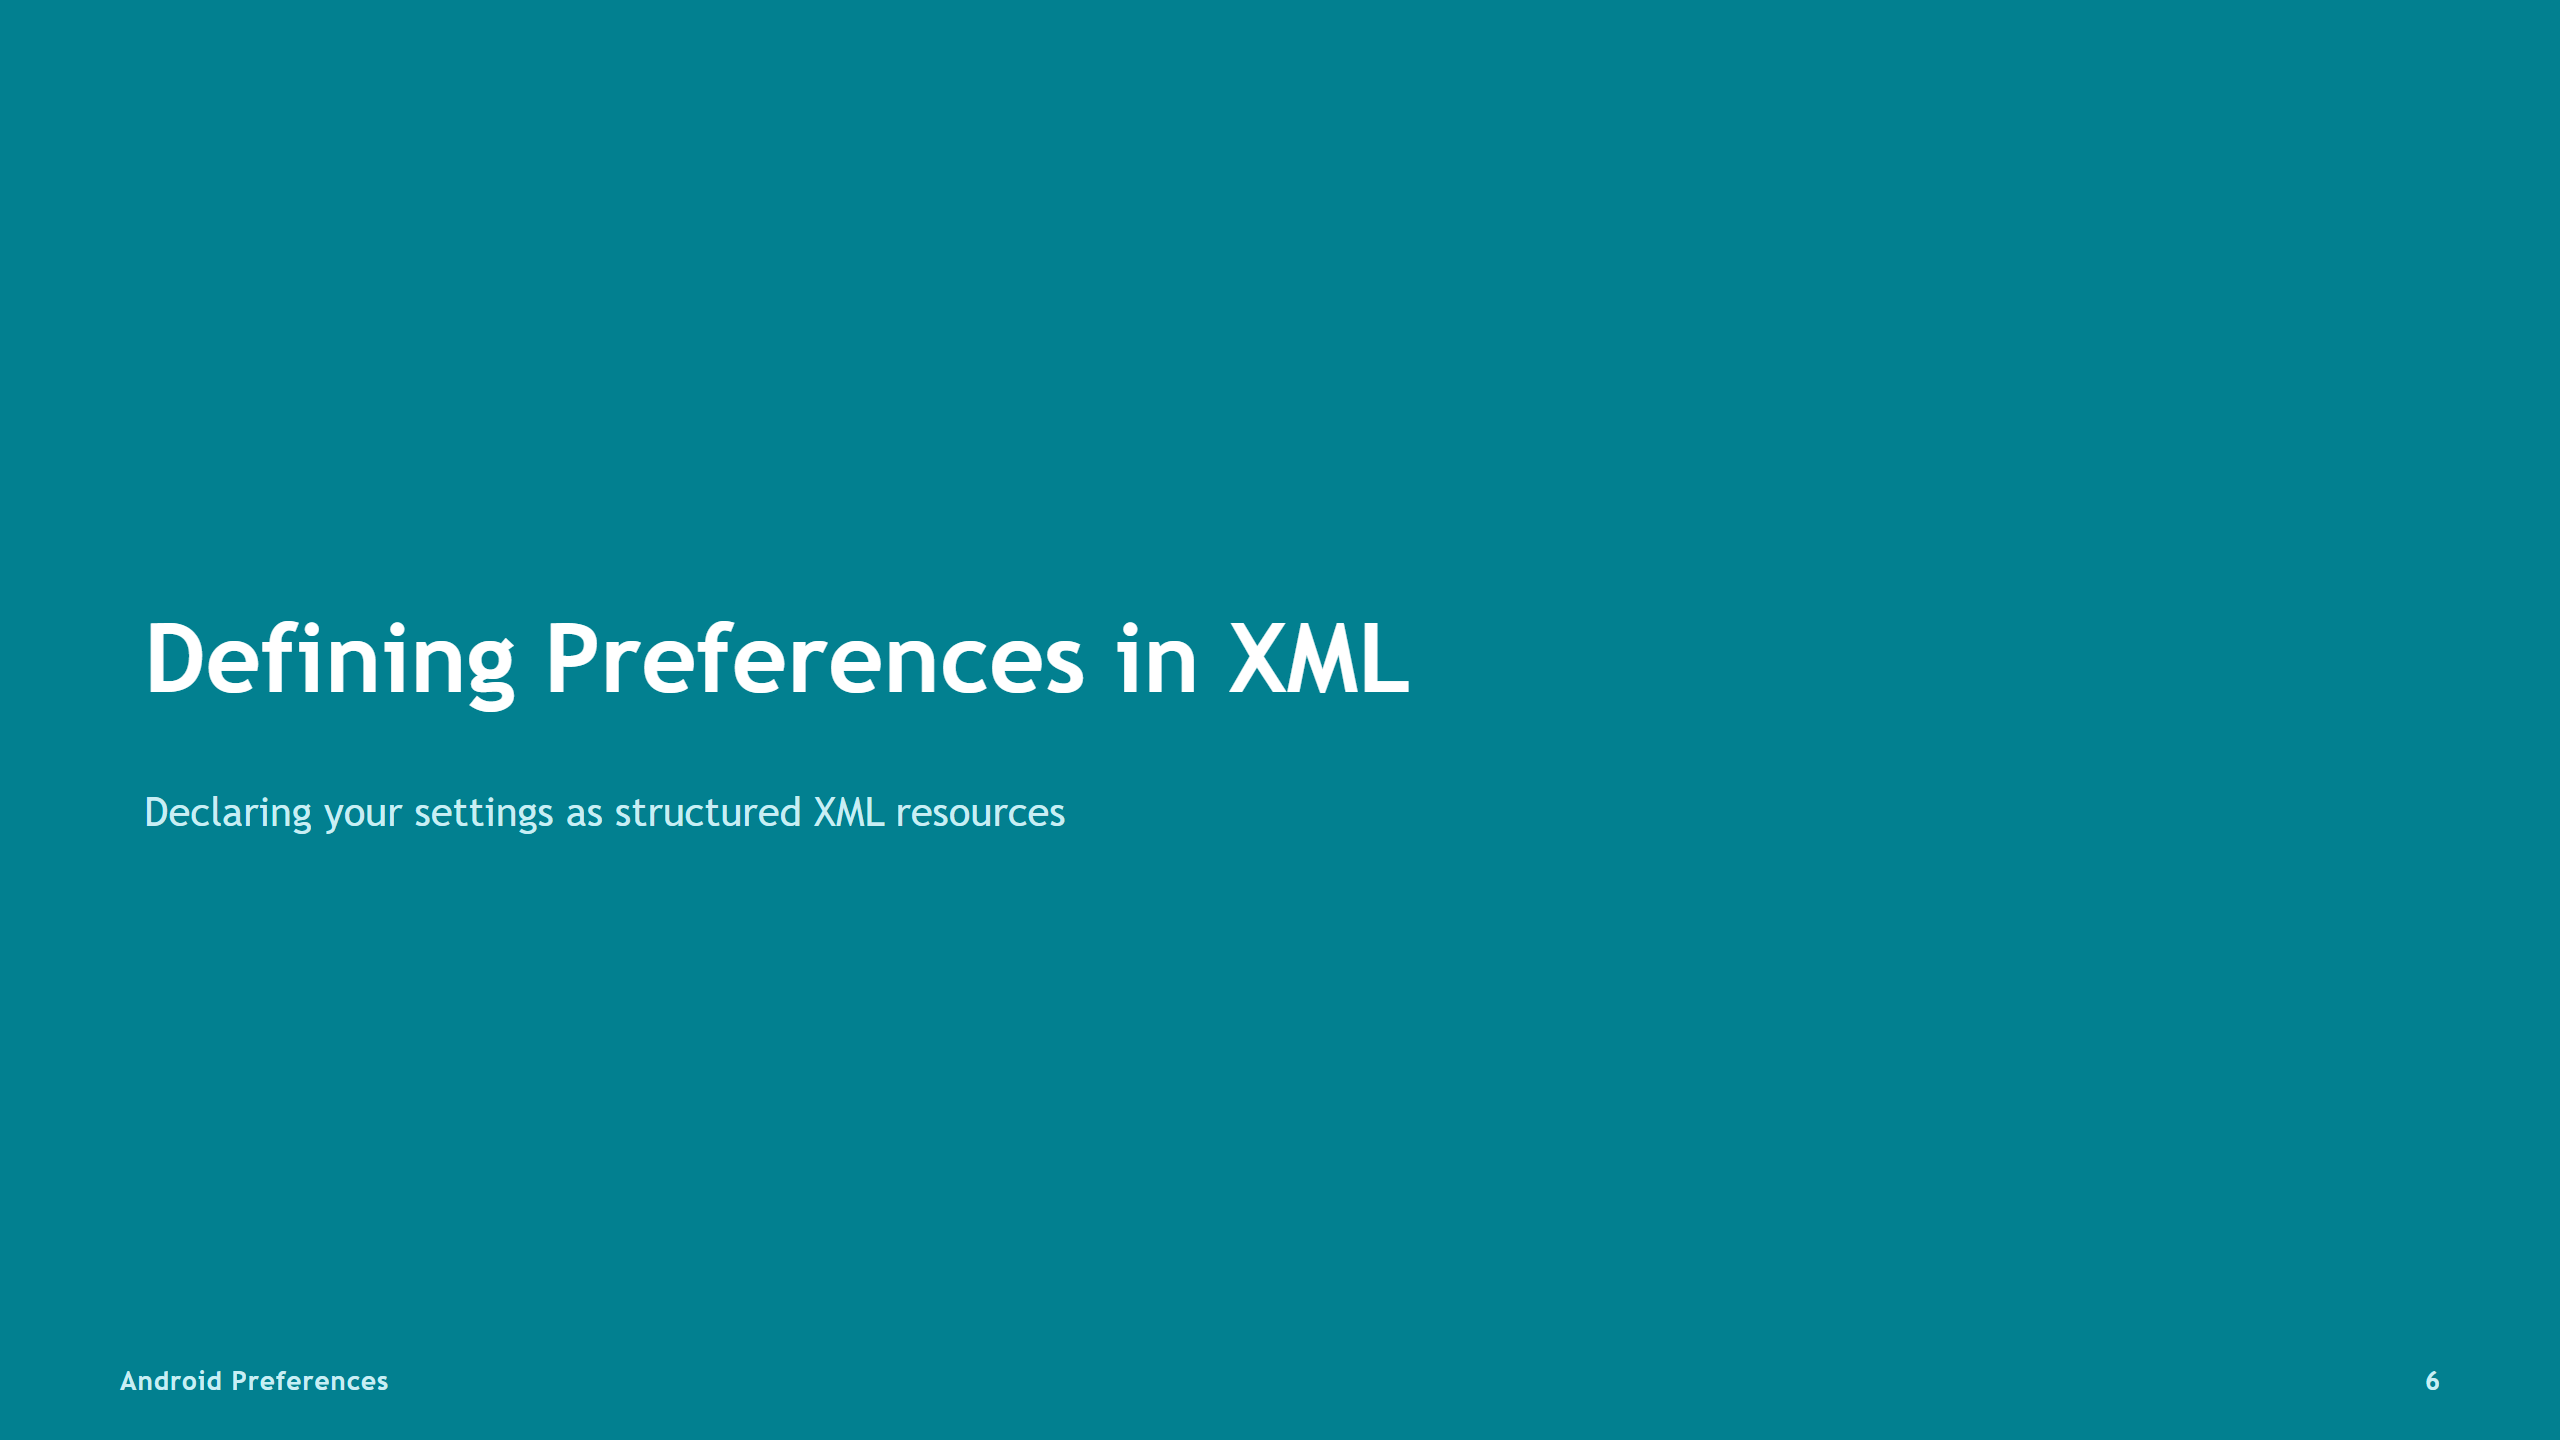 Defining Preferences in XML
Declaring your settings as structured XML resources
Android Preferences
6